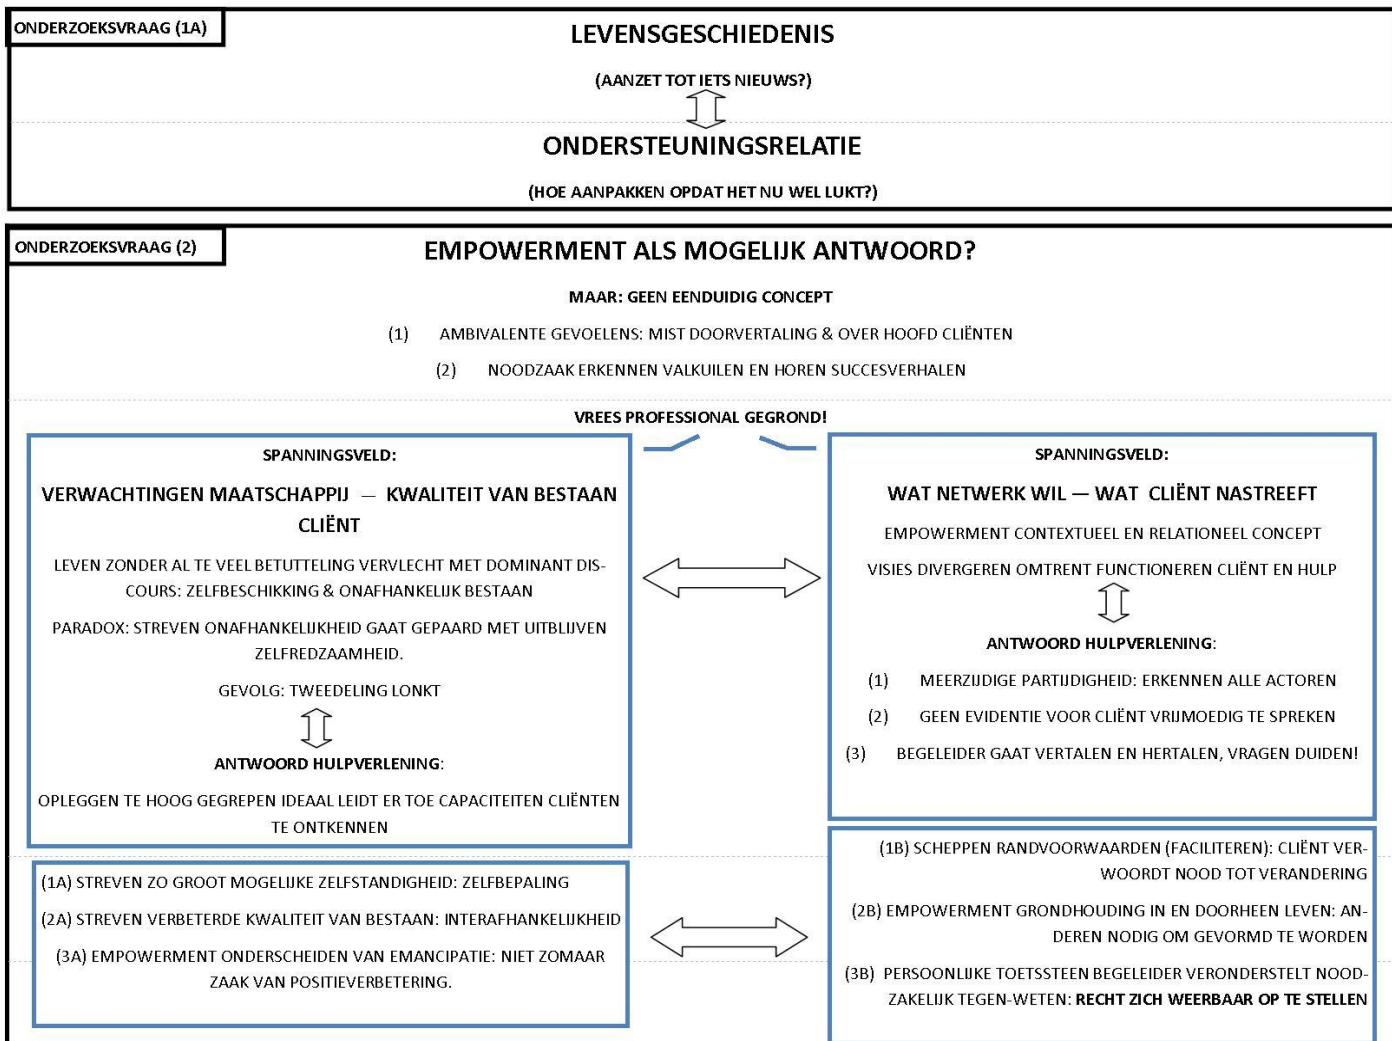 ONDERZOEKSVRAAG (1A)
LEVENSGESCHIEDENIS
(AANZET TOT IETS NIEUWS?)
ONDERSTEUNINGSRELATIE
(HOE AANPAKKEN OPDAT HET NU WEL LUKT?)
ONDERZOEKSVRAAG (2)
EMPOWERMENT ALS MOGELIJK ANTWOORD?
MAAR: GEEN EENDUIDIG CONCEPT
(1) AMBIVALENTE GEVOELENS: MIST DOORVERTALING & OVER HOOFD CLIËNTEN
(2) NOODZAAK ERKENNEN VALKUILEN EN HOREN SUCCESVERHALEN
VREES PROFESSIONAL GEGROND!
SPANNINGSVELD:
VERWACHTINGEN MAATSCHAPPIJ — KWALITEIT VAN BESTAAN
CLIËNT
LEVEN ZONDER AL TE VEEL BETUTTELING VERVLECHT MET DOMINANT DIS-
COURS: ZELFBESCHIKKING & ONAFHANKELIJK BESTAAN
PARADOX: STREVEN ONAFHANKELIJKHEID GAAT GEPAARD MET UITBLIJVEN
ZELFREDZAAMHEID.
GEVOLG: TWEEDELING LONKT
ANTWOORD HULPVERLENING:
OPLEGGEN TE HOOG GEGREPEN IDEAAL LEIDT ER TOE CAPACITEITEN CLIËNTEN
TE ONTKENNEN
SPANNINGSVELD:
WAT NETWERK WIL — WAT CLIËNT NASTREEFT
EMPOWERMENT CONTEXTUEEL EN RELATIONEEL CONCEPT
VISIES DIVERGEREN OMTRENT FUNCTIONEREN CLIËNT EN HULP
ANTWOORD HULPVERLENING:
(1) MEERZIJDIGE PARTIJDIGHEID: ERKENNEN ALLE ACTOREN
(2) GEEN EVIDENTIE VOOR CLIËNT VRIJMOEDIG TE SPREKEN
(3) BEGELEIDER GAAT VERTALEN EN HERTALEN, VRAGEN DUIDEN!
(1A) STREVEN ZO GROOT MOGELIJKE ZELFSTANDIGHEID: ZELFBEPALING
(2A) STREVEN VERBETERDE KWALITEIT VAN BESTAAN: INTERAFHANKELIJKHEID
(3A) EMPOWERMENT ONDERSCHEIDEN VAN EMANCIPATIE: NIET ZOMAAR
ZAAK VAN POSITIEVERBETERING.
(1B) SCHEPPEN RANDVOORWAARDEN (FACILITEREN): CLIËNT VER-
WOORDT NOOD TOT VERANDERING
(2B) EMPOWERMENT GRONDHOUDING IN EN DOORHEEN LEVEN: AN-
DEREN NODIG OM GEVORMD TE WORDEN
(3B) PERSOONLIJKE TOETSSTEEN BEGELEIDER VERONDERSTELT NOOD-
ZAKELIJK TEGEN-WETEN: RECHT ZICH WEERBAAR OP TE STELLEN